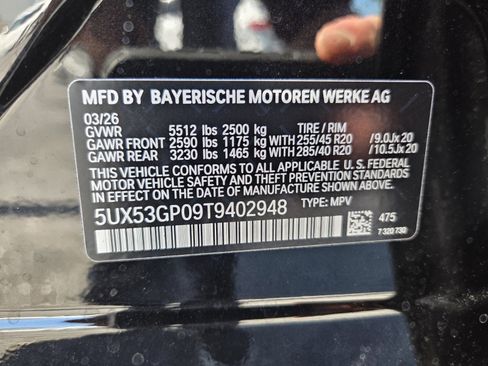 MFD BY BAYERISCHE MOTOREN WERKE AG
03/26
GVWR 5512 lbs 2500 kg TIRE / RIM
GAWR FRONT 2590 lbs 1175 kg WITH 255/45 R20 /9.0Jx20
GAWR REAR 3230 lbs 1465 kg WITH 285/40 R20 /10.5Jx20
THIS VEHICLE CONFORMS TO ALL APPLICABLE U. S. FEDERAL
MOTOR VEHICLE SAFETY AND THEFT PREVENTION STANDARDS
IN EFFECT ON THE DATE OF MANUFACTURE SHOWN ABOVE.
5UX53GP09T9402948 TYPE: MPV
475
7 320 730